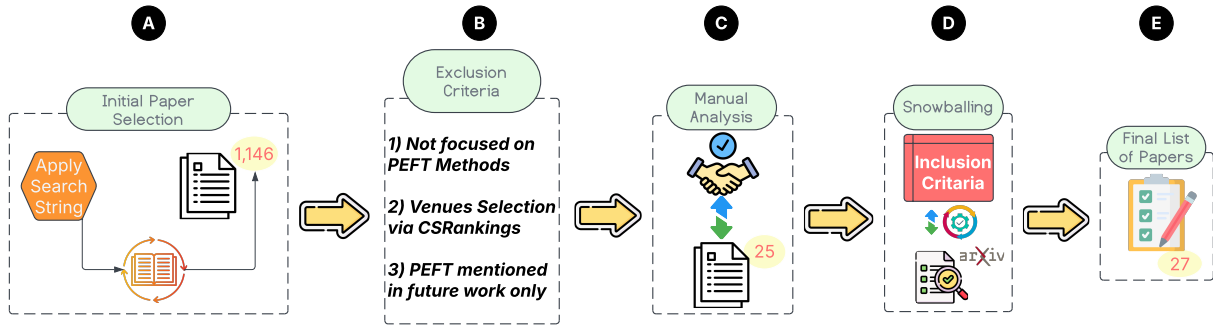 A
B
C
D
E
Initial Paper
Selection
Apply
Search
String
1,146
Exclusion
Criteria
1) Not focused on
PEFT Methods
2) Venues Selection
via CSRankings
3) PEFT mentioned
in future work only
Manual
Analysis
25
Snowballing
Inclusion
Critaria
arXiv
Final List
of Papers
27